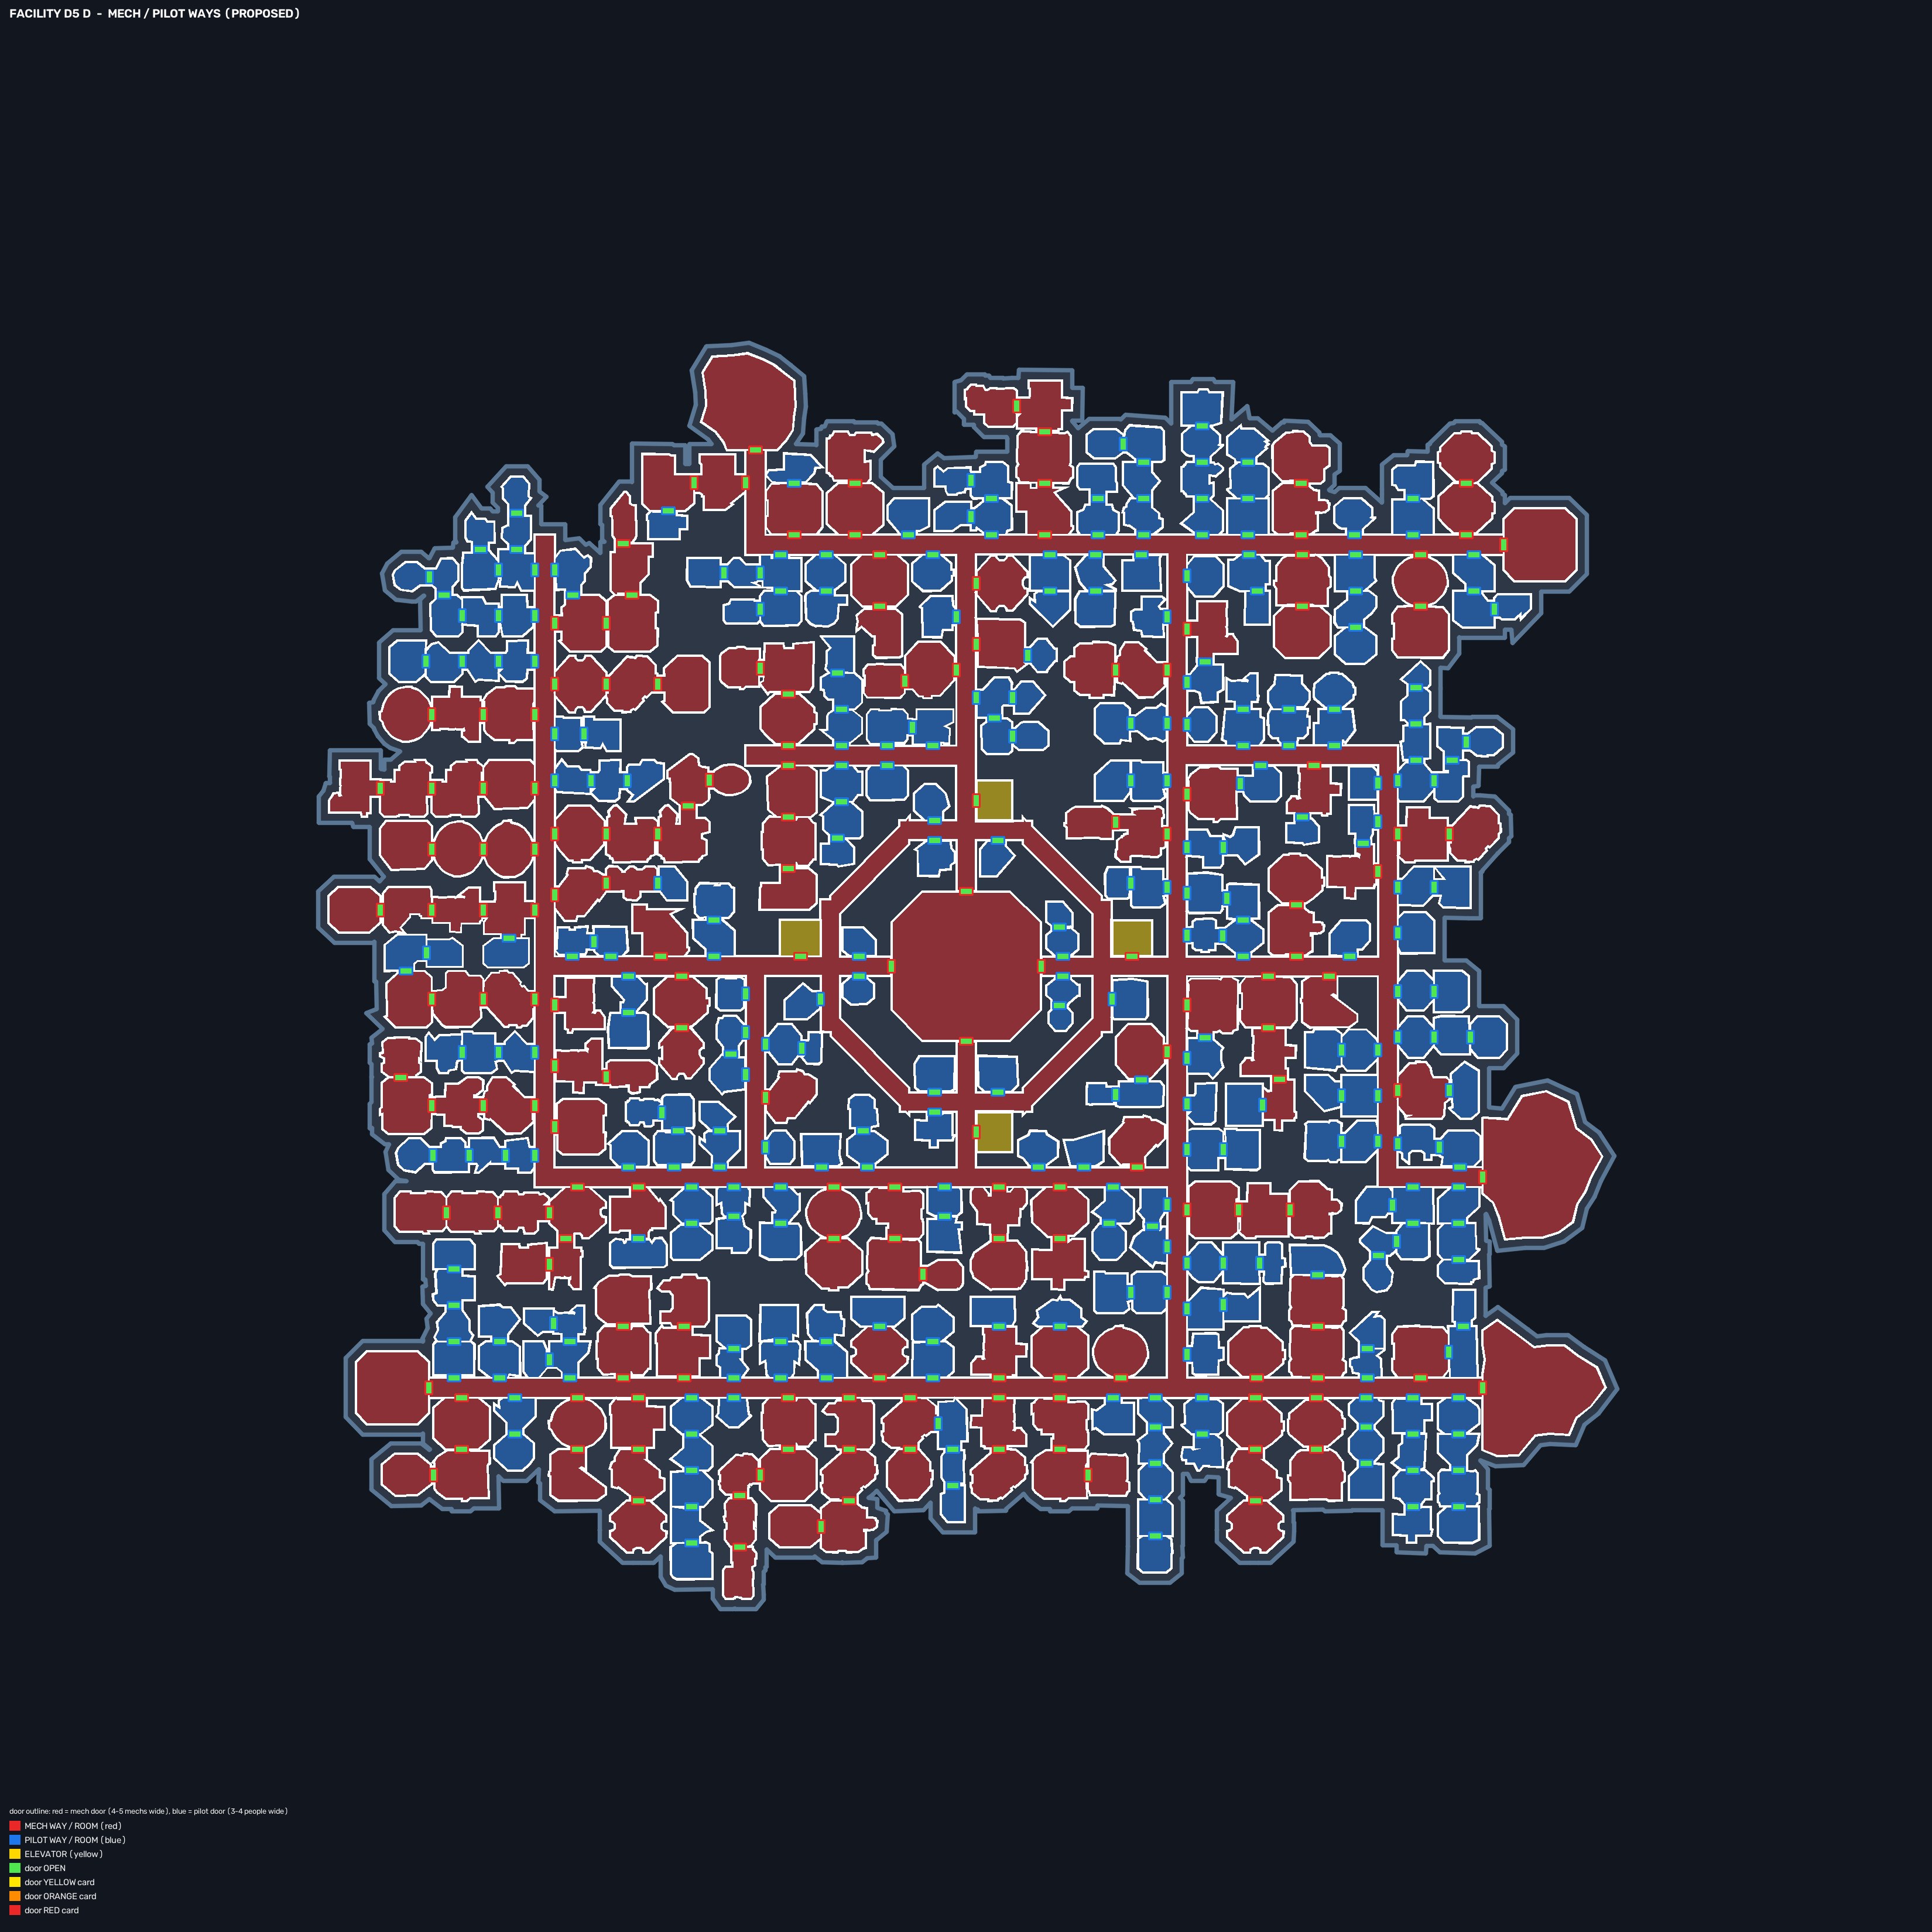 FACILITY D5 D - MECH / PILOT WAYS (PROPOSED)
door outline: red = mech door (4-5 mechs wide), blue = pilot door (3-4 people wide)
MECH WAY / ROOM (red)
PILOT WAY / ROOM (blue)
ELEVATOR (yellow)
door OPEN
door YELLOW card
door ORANGE card
door RED card